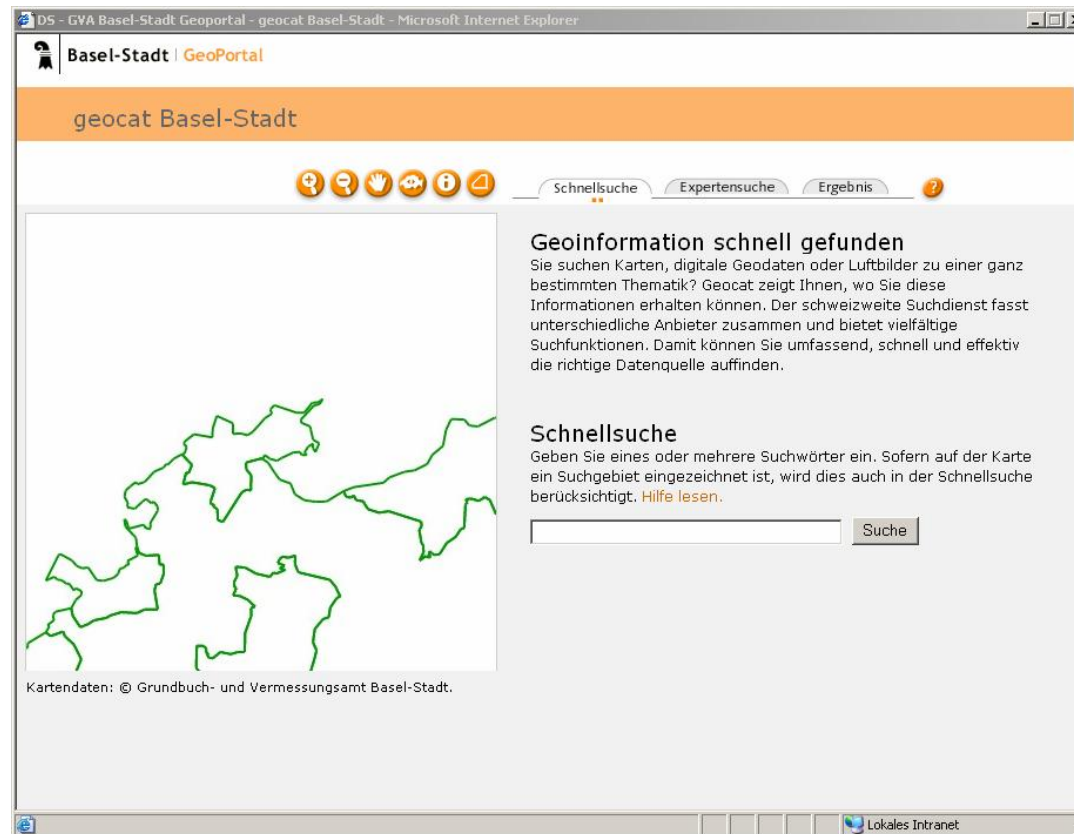 DS - GVA Basel-Stadt Geoportal - geocat Basel-Stadt - Microsoft Internet Explorer
Basel-Stadt | GeoPortal
geocat Basel-Stadt
Schnellsuche Expertensuche Ergebnis ?
Geoinformation schnell gefunden
Sie suchen Karten, digitale Geodaten oder Luftbilder zu einer ganz
bestimmten Thematik? Geocat zeigt Ihnen, wo Sie diese
Informationen erhalten können. Der schweizweite Suchdienst fasst
unterschiedliche Anbieter zusammen und bietet vielfältige
Suchfunktionen. Damit können Sie umfassend, schnell und effektiv
die richtige Datenquelle auffinden.
Schnellsuche
Geben Sie eines oder mehrere Suchwörter ein. Sofern auf der Karte
ein Suchgebiet eingezeichnet ist, wird dies auch in der Schnellsuche
berücksichtigt. Hilfe lesen.
Suche
Kartendaten: © Grundbuch- und Vermessungsamt Basel-Stadt.
Lokales Intranet